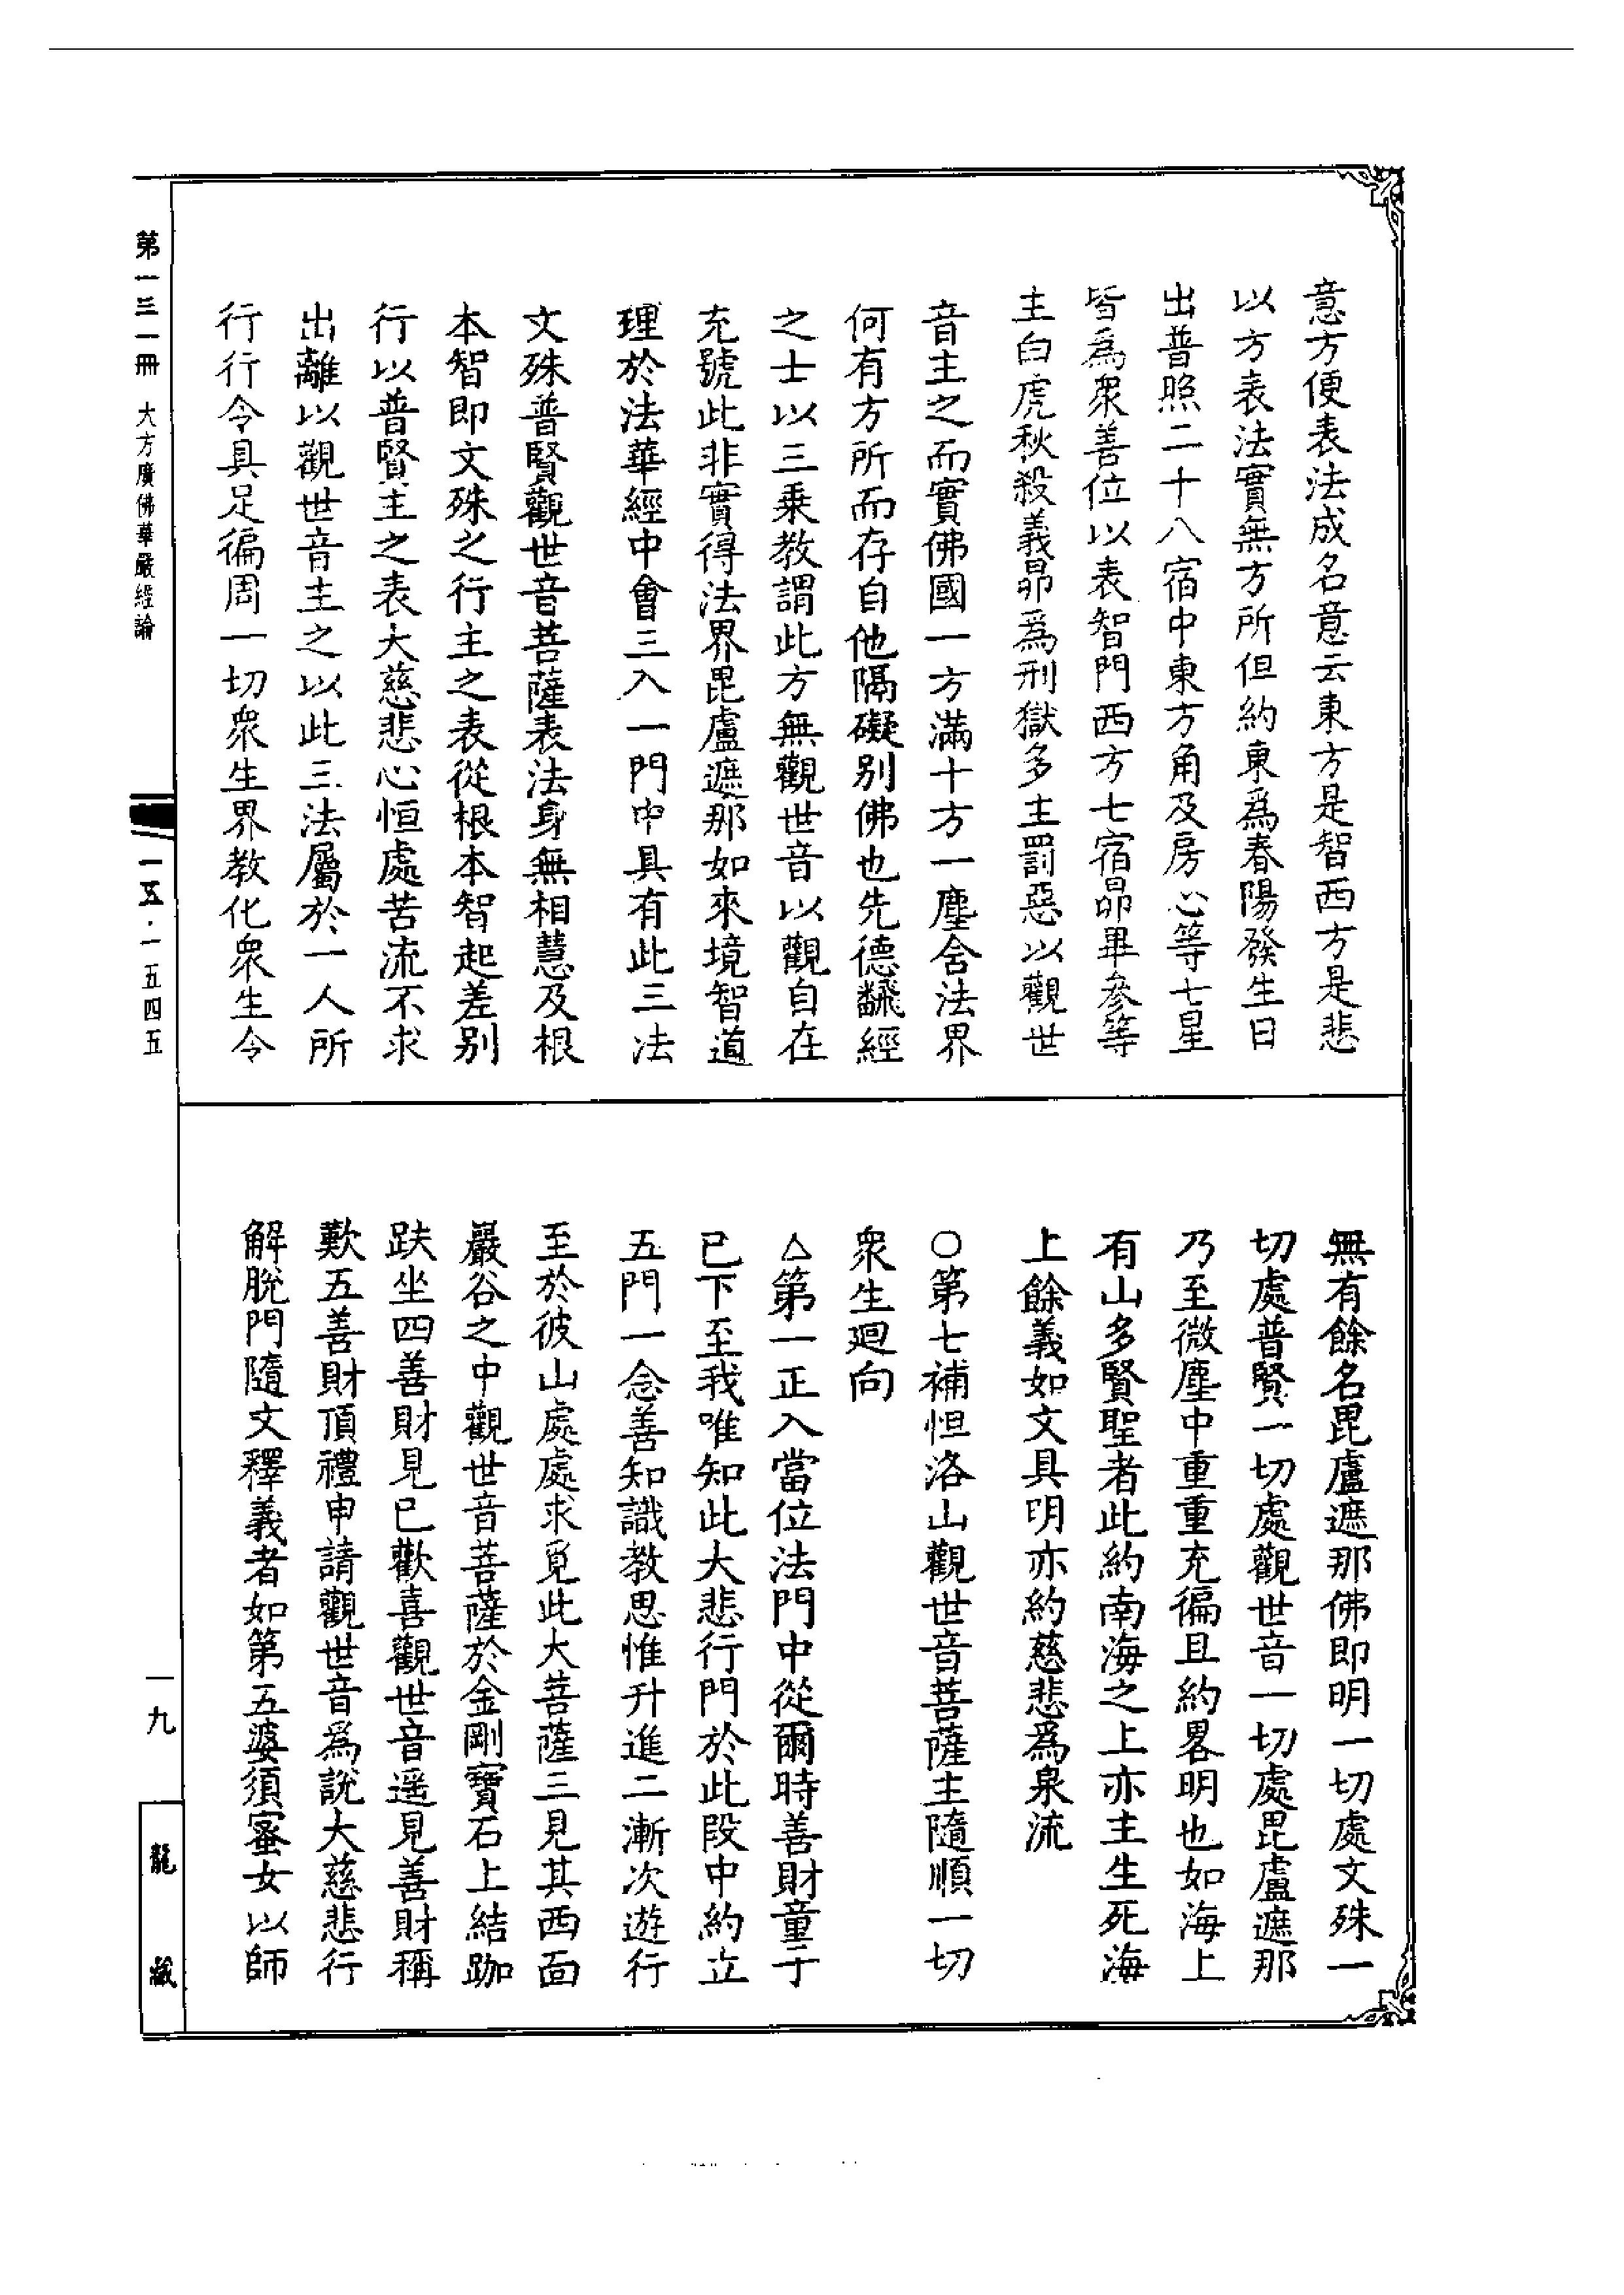 意方便表法成名意云東方是智西方是悲
以方表法實無方所但約東為春陽發生日
出普照二十八宿中東方角及房心等七星
皆為衆善位以表智門西方七宿昴畢參等
主白虎秋殺義昴為刑獄多主罰惡以觀世
音主之而實佛國一方滿十方一塵含法界
何有方所而存自他隔礙別佛也先德飜經
之士以三乗教謂此方無觀世音以觀自在
充號此非實得法界毘盧遮那如來境智道
理於法華經中會三入一門中具有此三法
文殊普賢觀世音菩薩表法身無相慧及根
本智即文殊之行主之表從根本智起差別
行以普賢主之表大慈悲心恒處苦流不求
出離以觀世音主之以此三法屬於一人所
行行令具足徧周一切衆生界教化衆生令
無有餘名毘盧遮那佛即明一切處文殊一
切處普賢一切處觀世音一切處毘盧遮那
乃至微塵中重重充徧且約畧明也如海上
有山多賢聖者此約南海之上亦主生死海
上餘義如文具明亦約慈悲為泉流
○第七補怛洛山觀世音菩薩主隨順一切
衆生廻向
△第一正入當位法門中從爾時善財童子
已下至我唯知此大悲行門於此段中約立
五門一念善知識教思惟升進二漸次遊行
至於彼山處處求覓此大菩薩三見其西面
巖谷之中觀世音菩薩於金剛寶石上結跏
趺坐四善財見已歡喜觀世音遥見善財稱
歎五善財頂禮申請觀世音為說大慈悲行
解脫門隨文釋義者如第五婆須蜜女以師
第一三一冊 大方廣佛華嚴經論
一五·一五四五
一九
龍藏